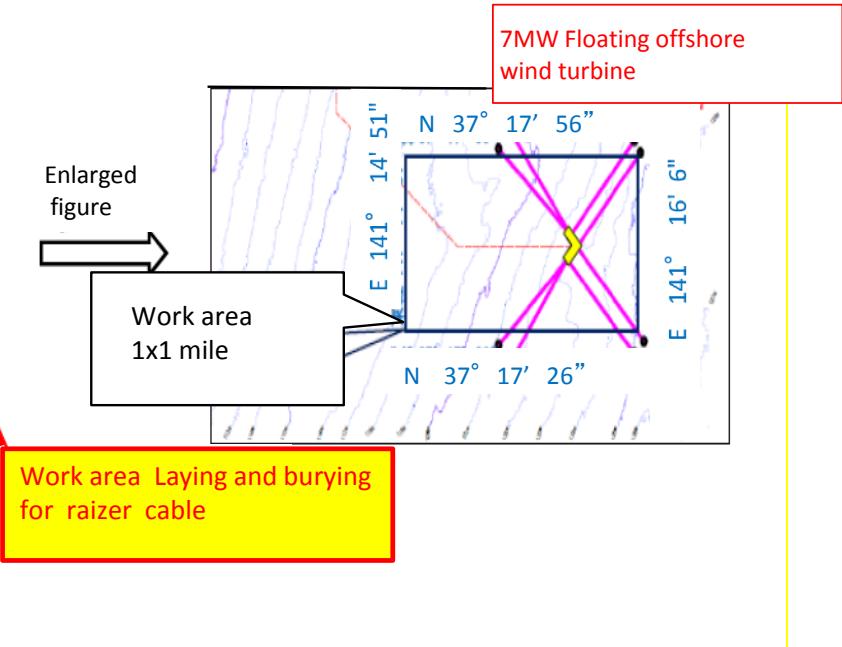 7MW Floating offshore
wind turbine
N 37° 17′ 56”
E 141° 14' 51"
E 141° 16' 6"
Enlarged
figure
Work area
1x1 mile
N 37° 17′ 26”
Work area Laying and burying
for raizer cable